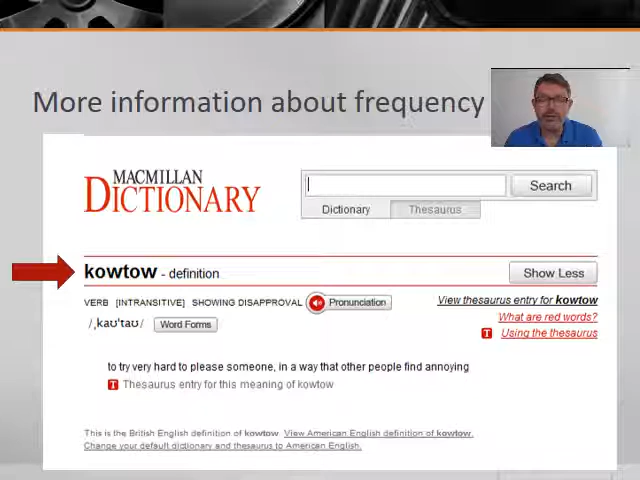 More information about frequency
MACMILLAN
DICTIONARY
Search
Dictionary Thesaurus
kowtow - definition
Show Less
VERB [INTRANSITIVE] SHOWING DISAPPROVAL Pronunciation
View thesaurus entry for kowtow
/ˌkaʊˈtaʊ/ Word Forms
What are red words?
T Using the thesaurus
to try very hard to please someone, in a way that other people find annoying
T Thesaurus entry for this meaning of kowtow
This is the British English definition of kowtow. View American English definition of kowtow.
Change your default dictionary and thesaurus to American English.